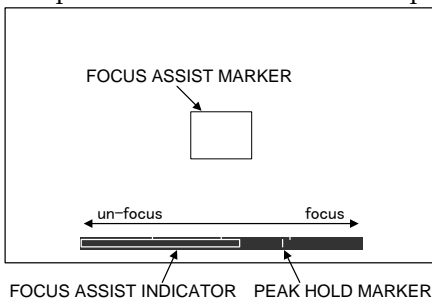 FOCUS ASSIST MARKER
un-focus focus
FOCUS ASSIST INDICATOR PEAK HOLD MARKER